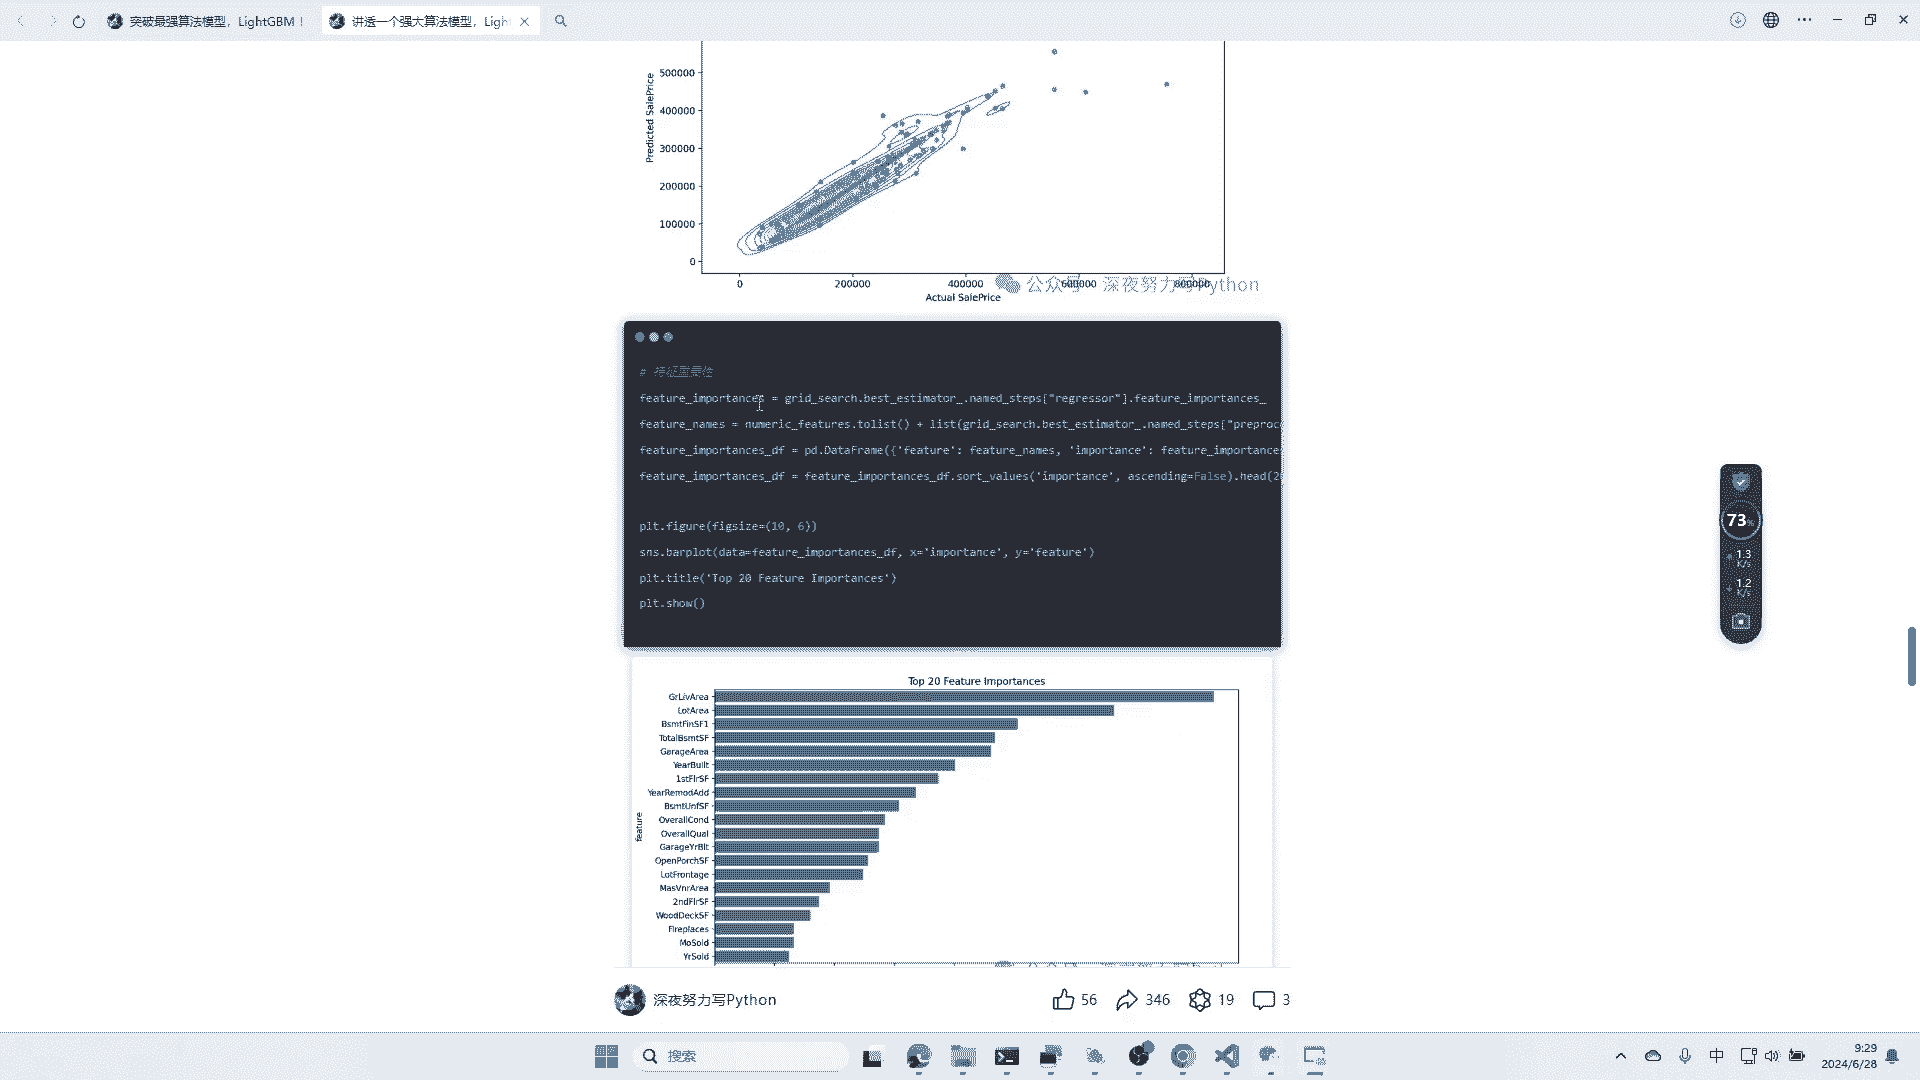 突破最强算法模型，LightGBM！
讲透一个强大算法模型，Ligh
Predicted SalePrice
500000
400000
300000
200000
100000
0
0 200000 400000 600000 800000
Actual SalePrice
公众号 · 深夜努力写Python
# 特征重要性
feature_importances = grid_search.best_estimator_.named_steps["regressor"].feature_importances_
feature_names = numeric_features.tolist() + list(grid_search.best_estimator_.named_steps["preproc
feature_importances_df = pd.DataFrame({'feature': feature_names, 'importance': feature_importances
feature_importances_df = feature_importances_df.sort_values('importance', ascending=False).head(2
plt.figure(figsize=(10, 6))
sns.barplot(data=feature_importances_df, x='importance', y='feature')
plt.title('Top 20 Feature Importances')
plt.show()
Top 20 Feature Importances
feature
GrLivArea
LotArea
BsmtFinSF1
TotalBsmtSF
GarageArea
YearBuilt
1stFlrSF
YearRemodAdd
BsmtUnfSF
OverallCond
OverallQual
GarageYrBlt
OpenPorchSF
LotFrontage
MasVnrArea
2ndFlrSF
WoodDeckSF
Fireplaces
MoSold
YrSold
73%
1.3
K/s
1.2
K/s
深夜努力写Python
56 346 19 3
搜索
中
9:29
2024/6/28